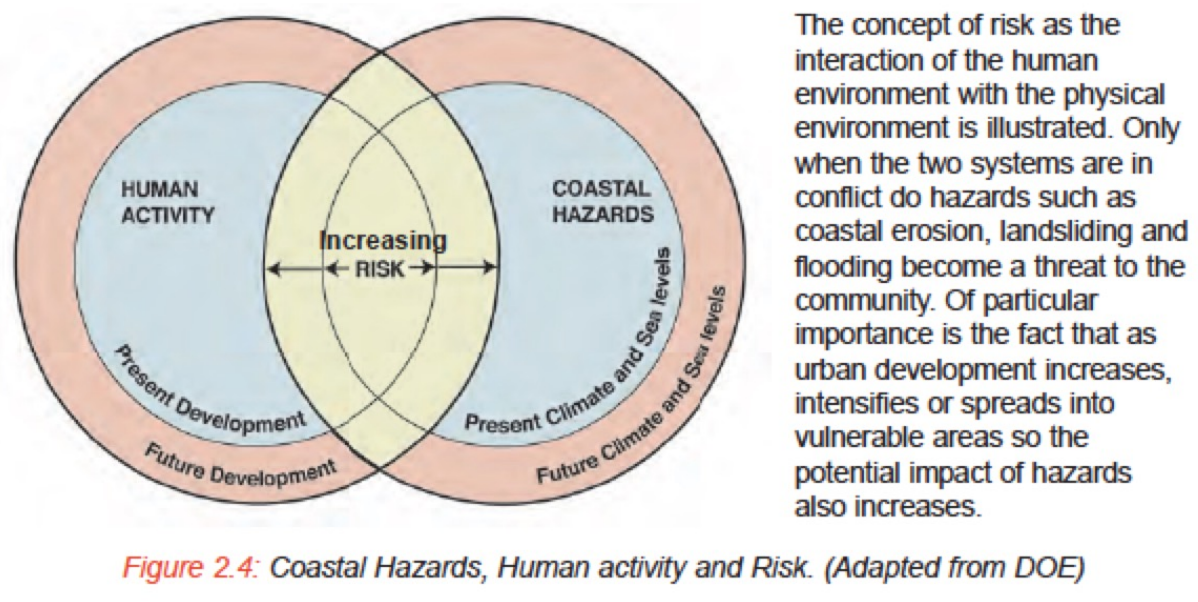 HUMAN
ACTIVITY
COASTAL
HAZARDS
Increasing
RISK
Present Development
Future Development
Present Climate and Sea levels
Future Climate and Sea levels
The concept of risk as the
interaction of the human
environment with the physical
environment is illustrated. Only
when the two systems are in
conflict do hazards such as
coastal erosion, landsliding and
flooding become a threat to the
community. Of particular
importance is the fact that as
urban development increases,
intensifies or spreads into
vulnerable areas so the
potential impact of hazards
also increases.
Figure 2.4: Coastal Hazards, Human activity and Risk. (Adapted from DOE)